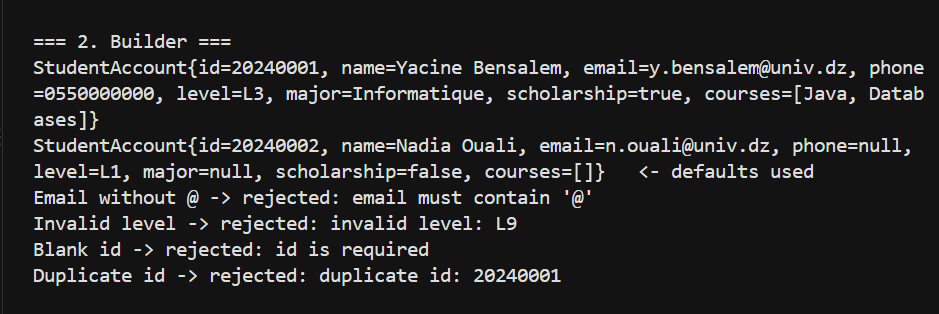 === 2. Builder ===
StudentAccount{id=20240001, name=Yacine Bensalem, email=y.bensalem@univ.dz, phone
=0550000000, level=L3, major=Informatique, scholarship=true, courses=[Java, Datab
ases]}
StudentAccount{id=20240002, name=Nadia Ouali, email=n.ouali@univ.dz, phone=null,
level=L1, major=null, scholarship=false, courses=[]}   <- defaults used
Email without @ -> rejected: email must contain '@'
Invalid level -> rejected: invalid level: L9
Blank id -> rejected: id is required
Duplicate id -> rejected: duplicate id: 20240001